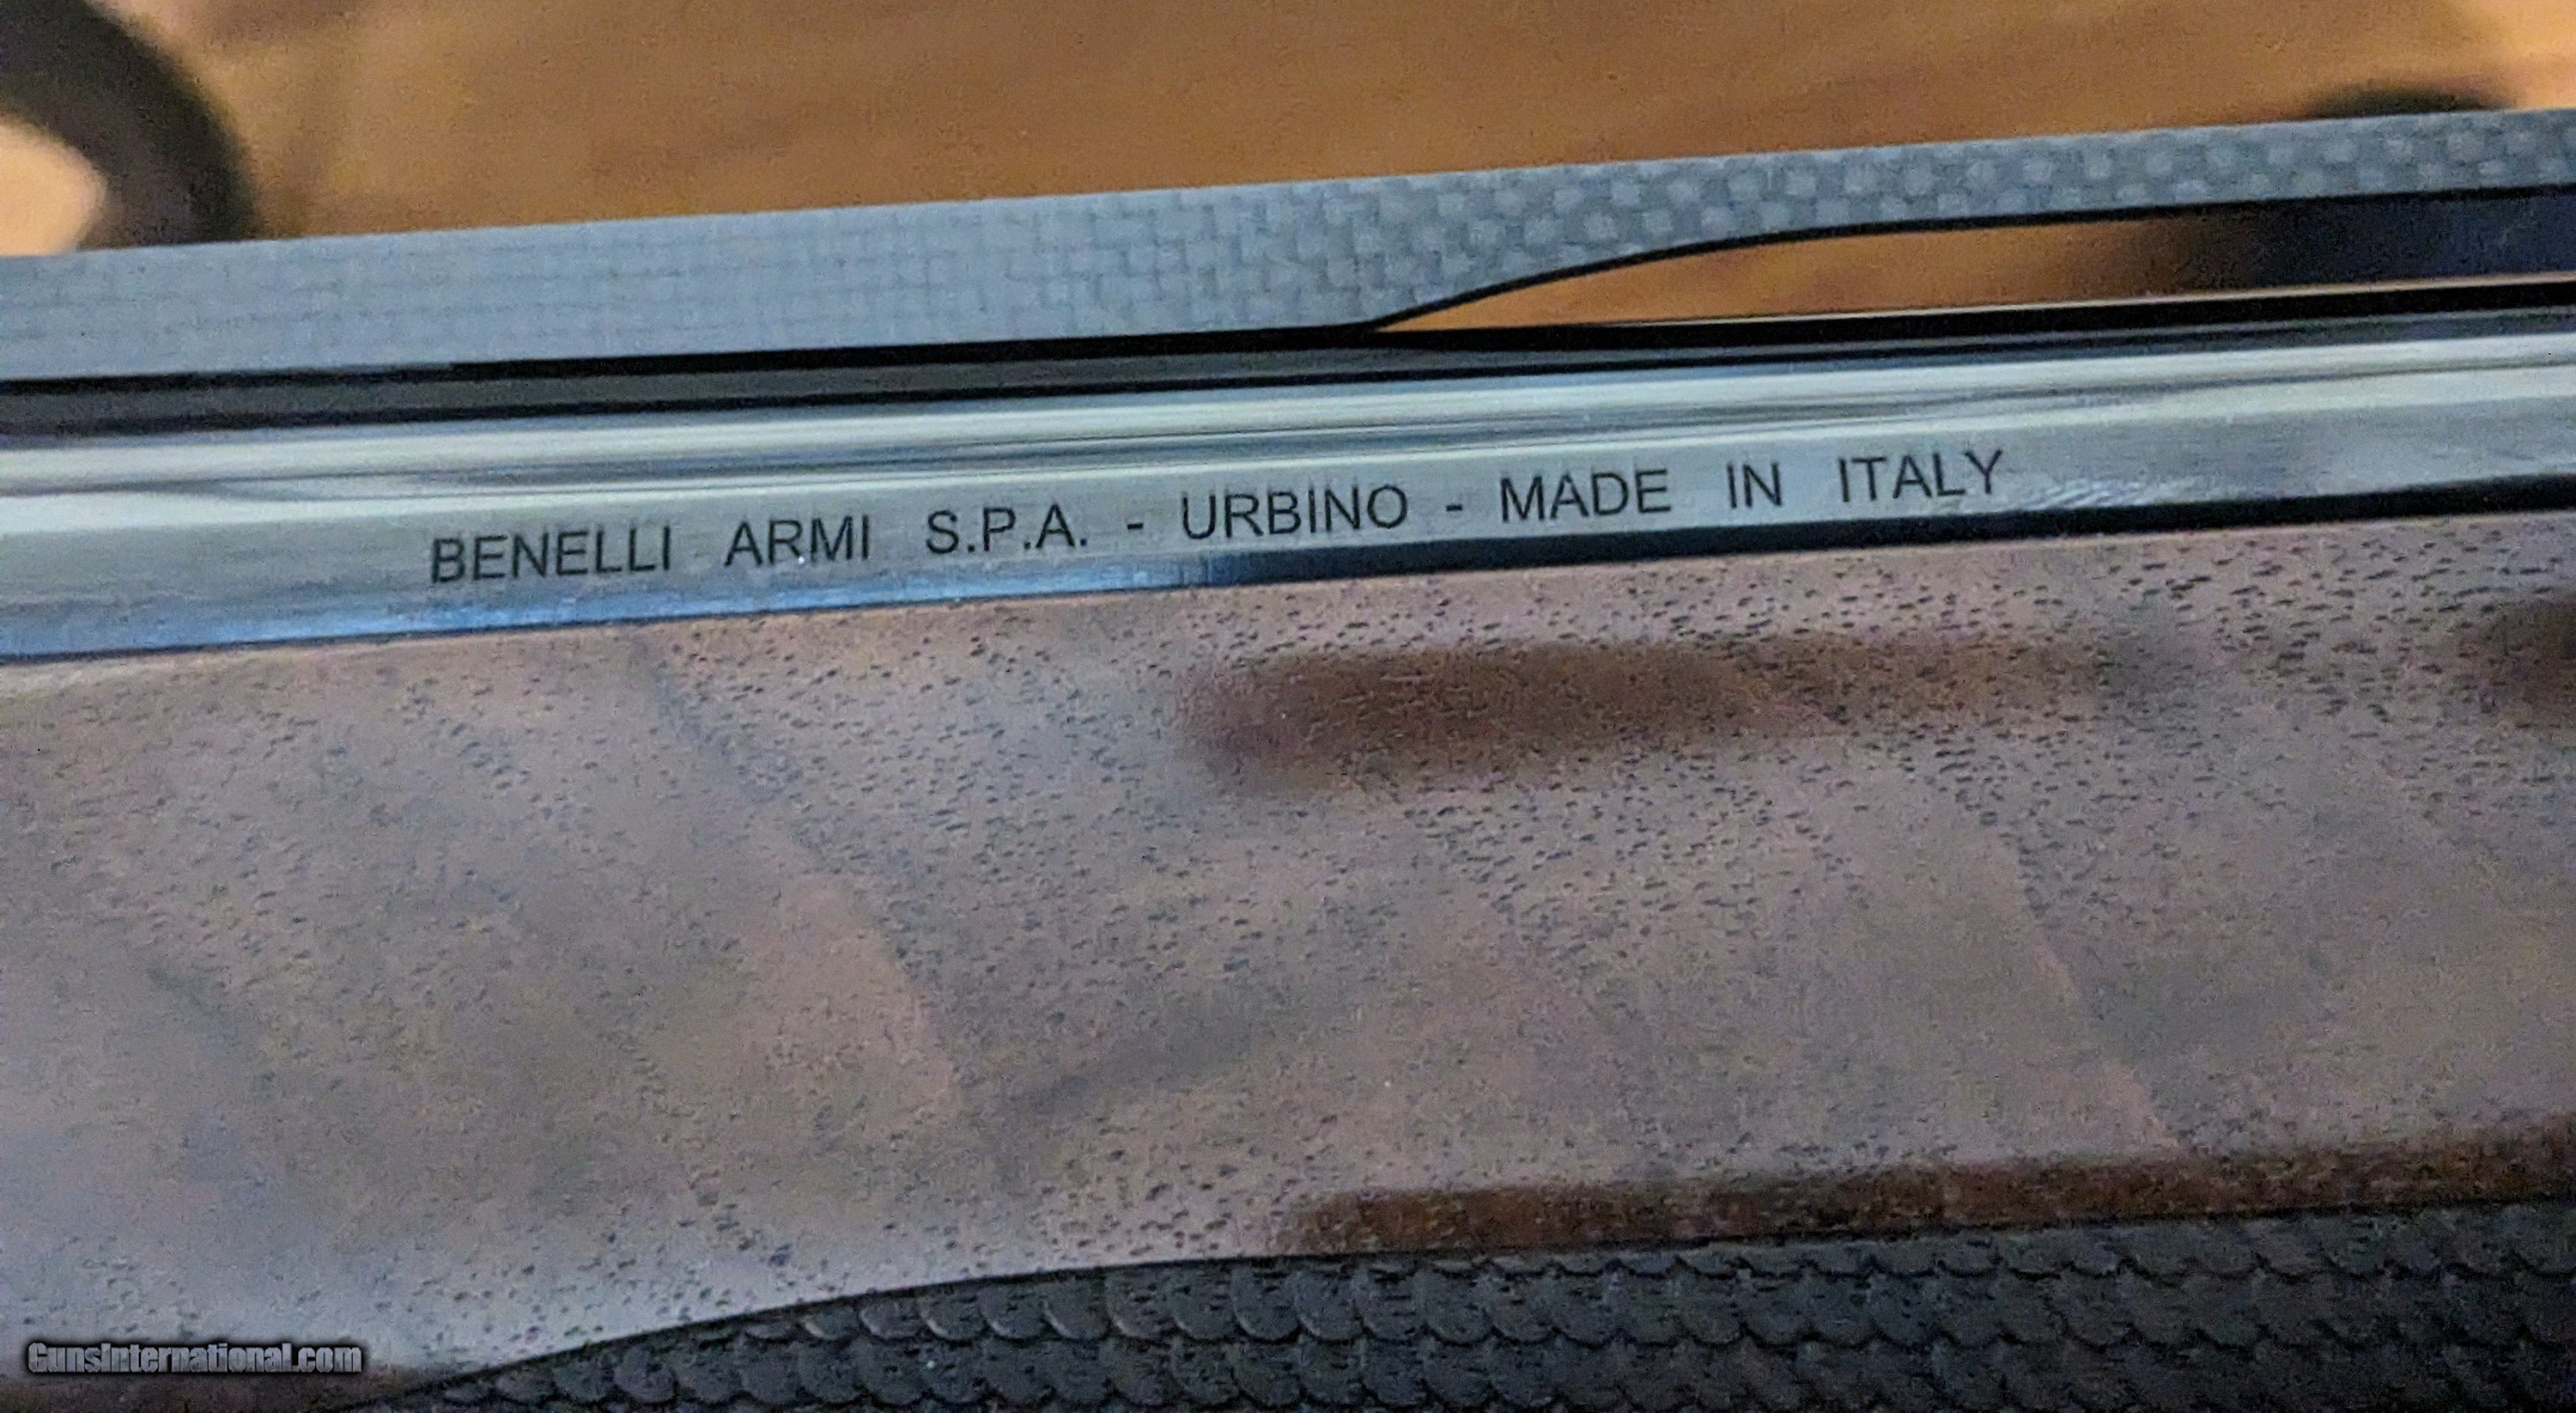 BENELLI ARMI S.P.A. - URBINO - MADE IN ITALY
GunsInternational.com